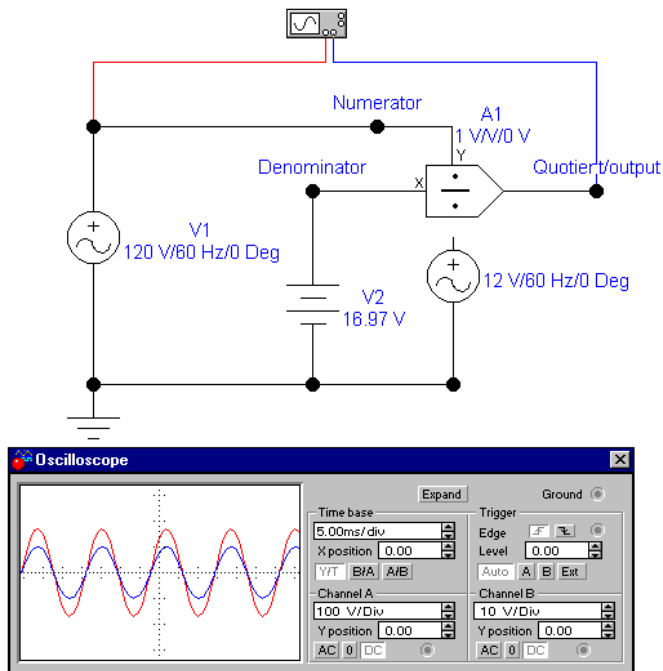 Numerator
A1
1 V/V/0 V
Y
Denominator
X
Quotier t/output
V1
120 V/60 Hz/0 Deg
12 V/60 Hz/0 Deg
V2
16.97 V
Oscilloscope
Expand
Ground
Time base
Trigger
5.00ms/div
Edge
X position 0.00
Level 0.00
Y/T B/A A/B
Auto A B Ext
Channel A
Channel B
100 V/Div
10 V/Div
Y position 0.00
Y position 0.00
AC 0 DC
AC 0 DC